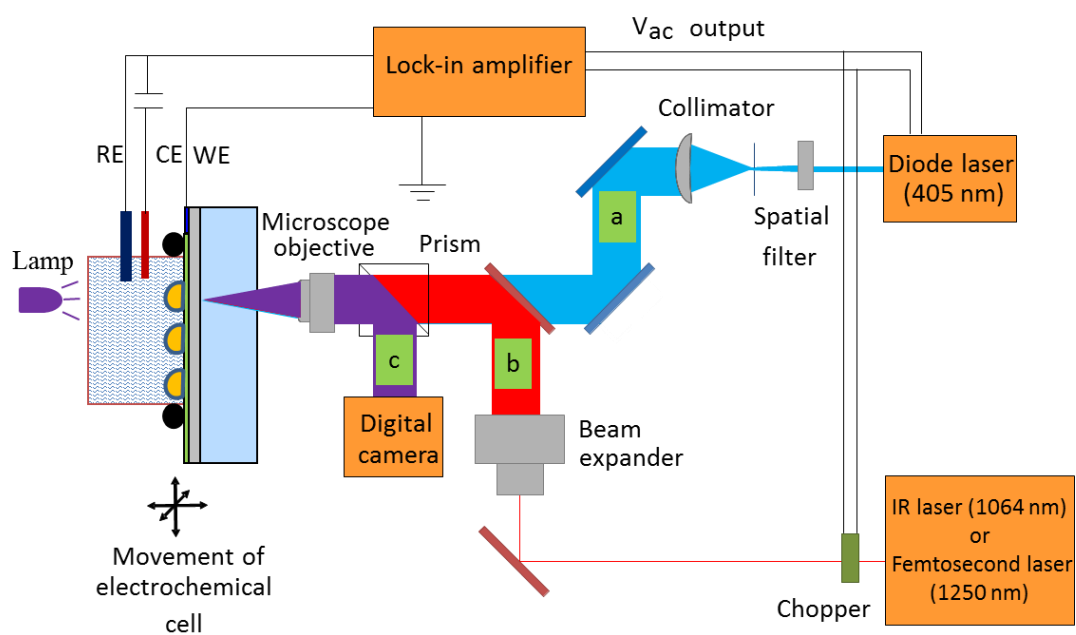 V_ac output
Lock-in amplifier
Collimator
RE
CE
WE
Diode laser
(405 nm)
Microscope
objective
Prism
a
Spatial
filter
Lamp
b
c
Digital
camera
Beam
expander
IR laser (1064 nm)
or
Femtosecond laser
(1250 nm)
Movement of
electrochemical
cell
Chopper